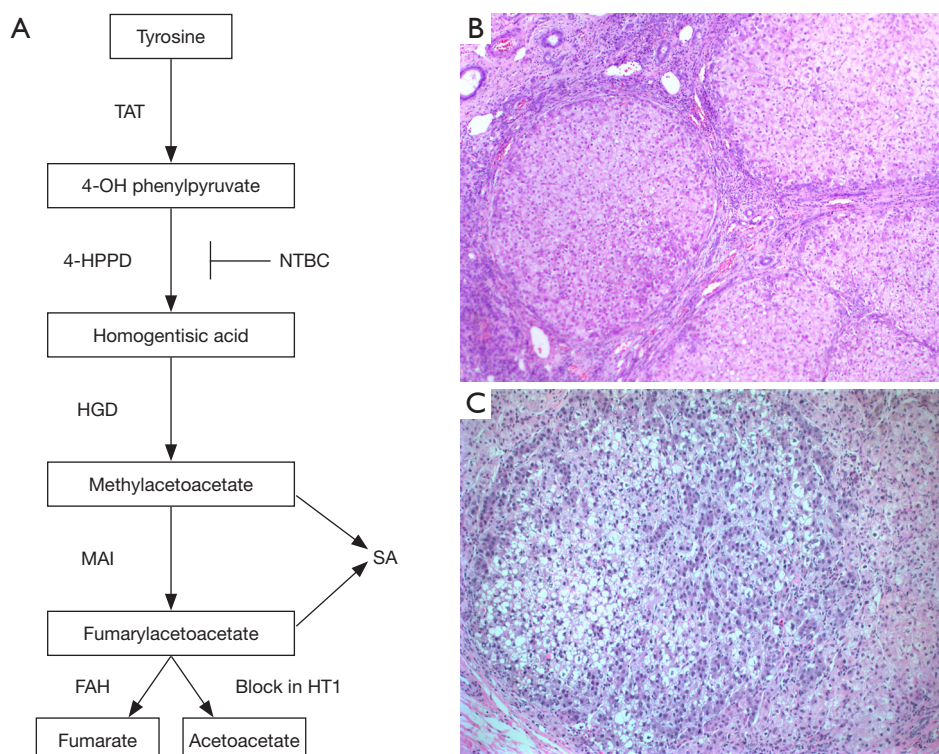 A
Tyrosine
TAT
4-OH phenylpyruvate
4-HPPD
NTBC
Homogentisic acid
HGD
Methylacetoacetate
MAI
SA
Fumarylacetoacetate
FAH
Block in HT1
Fumarate
Acetoacetate
B
C